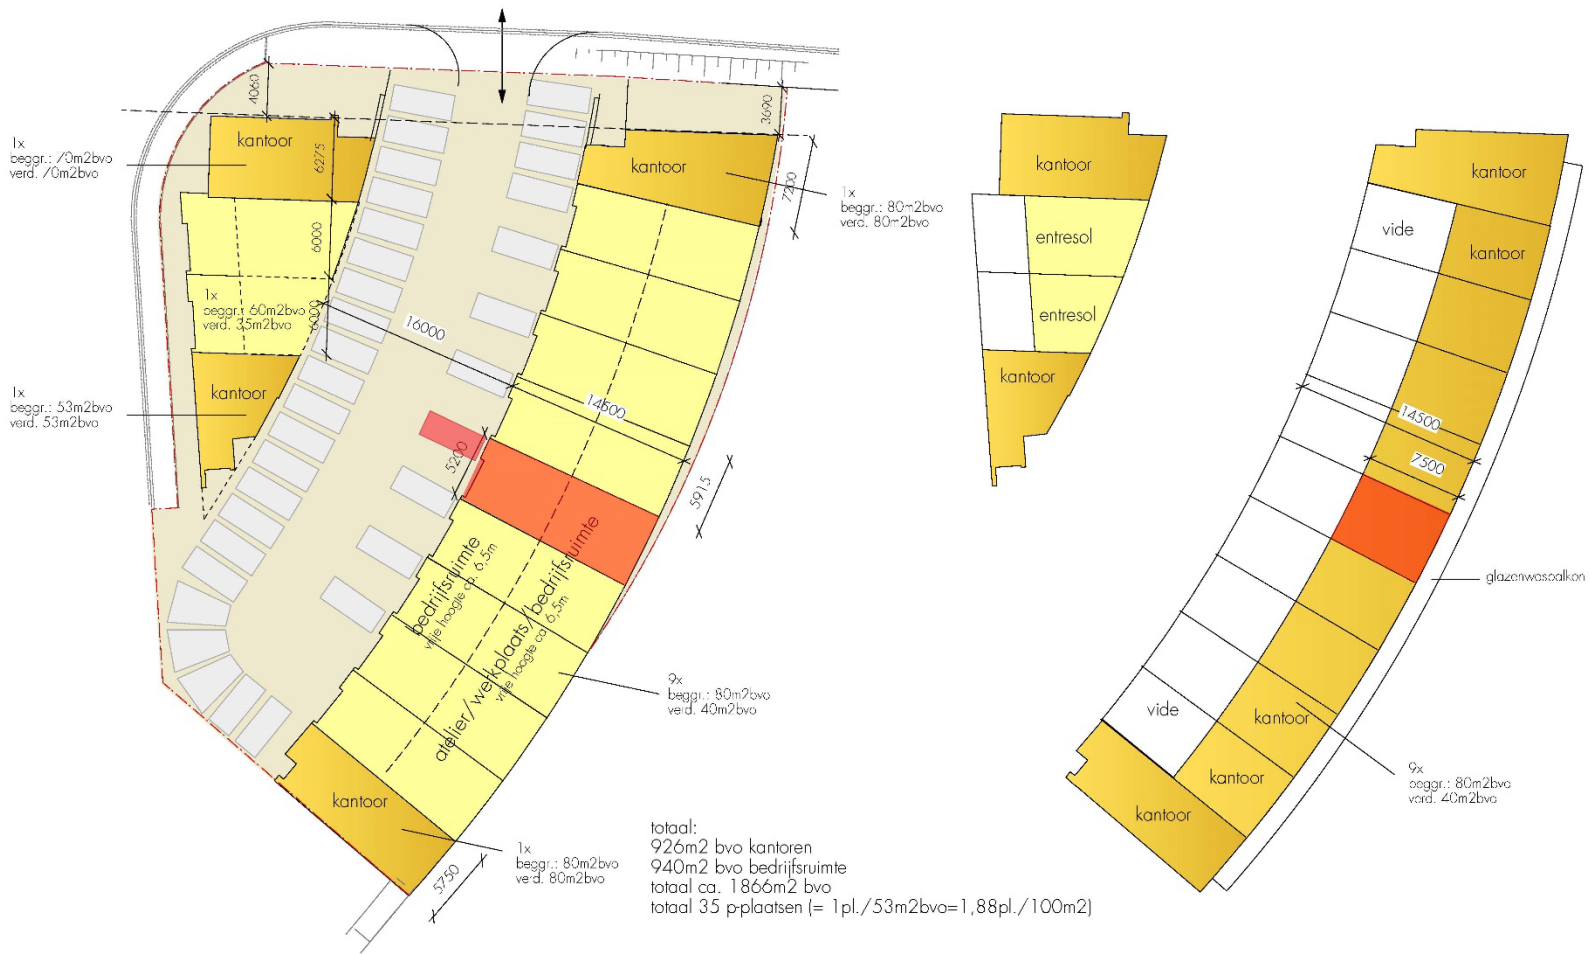 4060
3690
1x
beggr.: 70m2bvo
verd. 70m2bvo
kantoor
6275
kantoor
7200
1x
beggr.: 80m2bvo
verd. 80m2bvo
6000
1x
beggr.: 60m2bvo
verd. 35m2bvo
6000
16000
1x
beggr.: 53m2bvo
verd. 53m2bvo
kantoor
14500
5200
5915
bedrijfsruimte
vrije hoogte ca. 6,5m
atelier/werkplaats/bedrijfsruimte
vrije hoogte ca. 6,5m
9x
beggr.: 80m2bvo
verd. 40m2bvo
kantoor
1x
beggr.: 80m2bvo
verd. 80m2bvo
5750
totaal:
926m2 bvo kantoren
940m2 bvo bedrijfsruimte
totaal ca. 1866m2 bvo
totaal 35 p-plaatsen (= 1pl./53m2bvo=1,88pl./100m2)
kantoor
entresol
entresol
kantoor
kantoor
vide
kantoor
14500
7500
glazenwasbalkon
vide
kantoor
kantoor
kantoor
9x
beggr.: 80m2bvo
verd. 40m2bvo